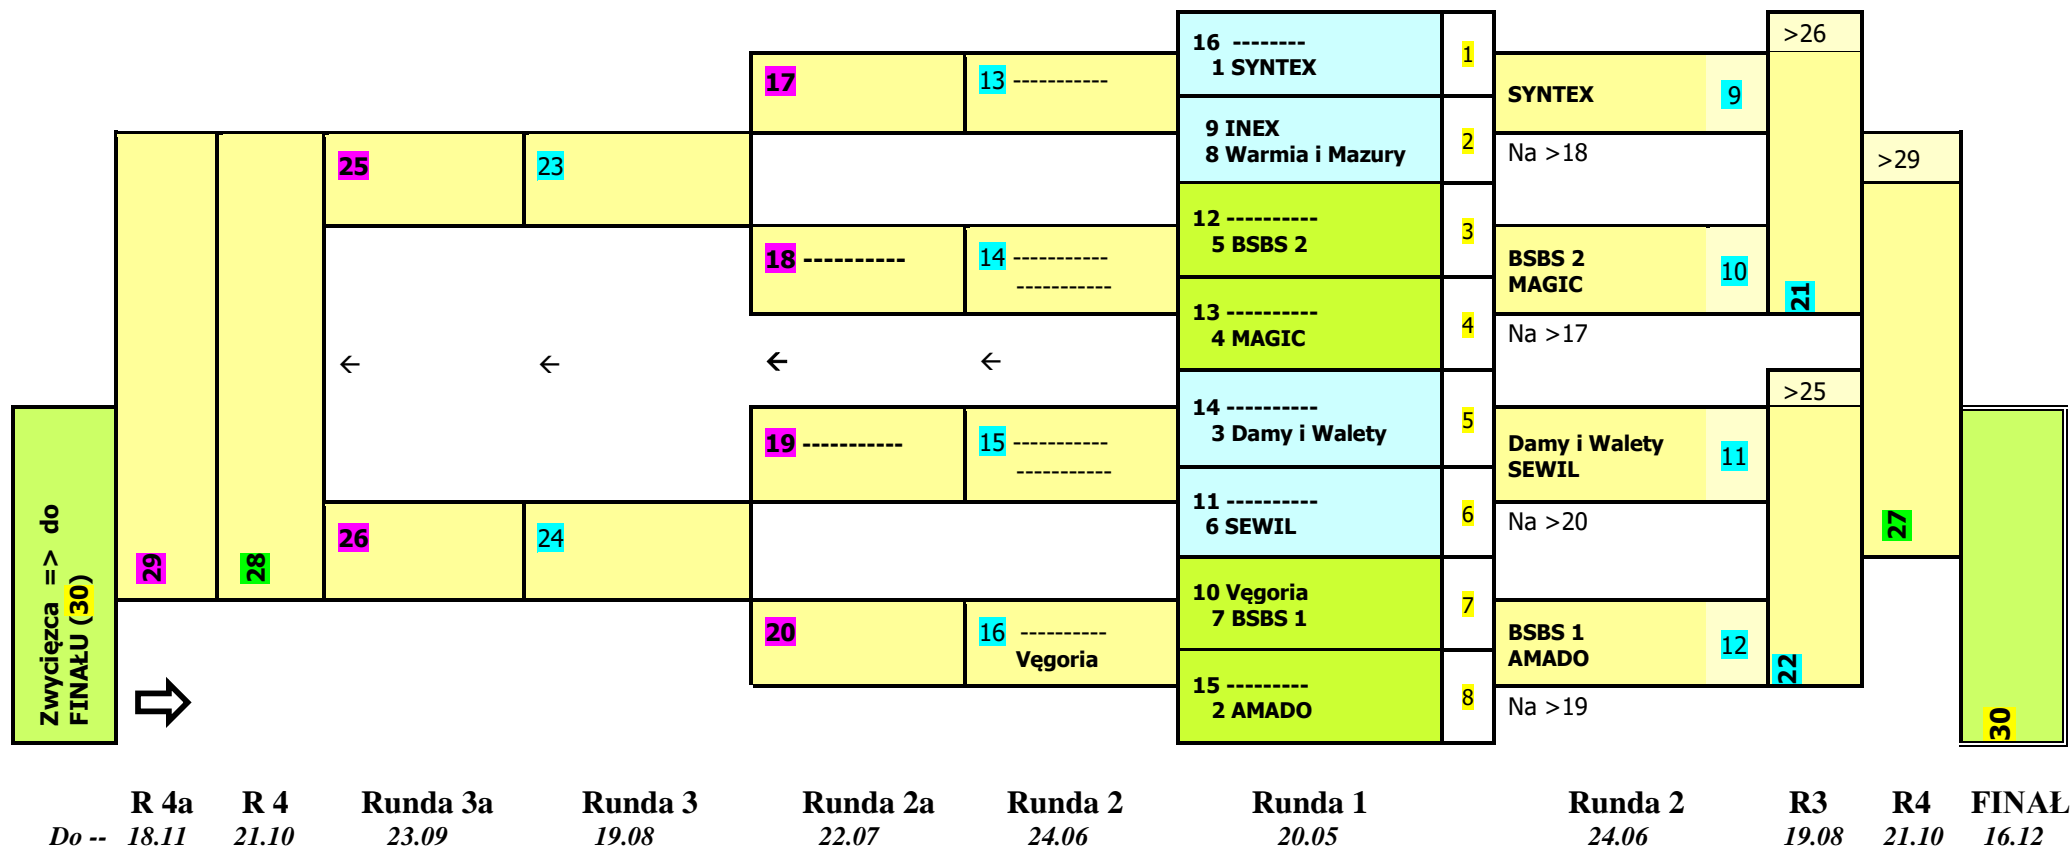 16 --------
1 SYNTEX
1
>26
17
13 -----------
SYNTEX
9
9 INEX
8 Warmia i Mazury
2
Na >18
>29
25
23
12 ----------
5 BSBS 2
3
18 ----------
14 -----------
-----------
BSBS 2
MAGIC
10
21
13 ----------
4 MAGIC
4
Na >17
← ← ← ←
>25
14 ----------
3 Damy i Walety
5
19 -----------
15 -----------
-----------
Damy i Walety
SEWIL
11
11 ----------
6 SEWIL
6
Na >20
26
24
27
29
28
Zwycięzca => do
FINAŁU (30)
10 Vęgoria
7 BSBS 1
7
20
16 ----------
Vęgoria
BSBS 1
AMADO
12
22
15 ---------
2 AMADO
8
Na >19
30
R 4a R 4 Runda 3a Runda 3 Runda 2a Runda 2 Runda 1 Runda 2 R3 R4 FINAŁ
Do -- 18.11 21.10 23.09 19.08 22.07 24.06 20.05 24.06 19.08 21.10 16.12